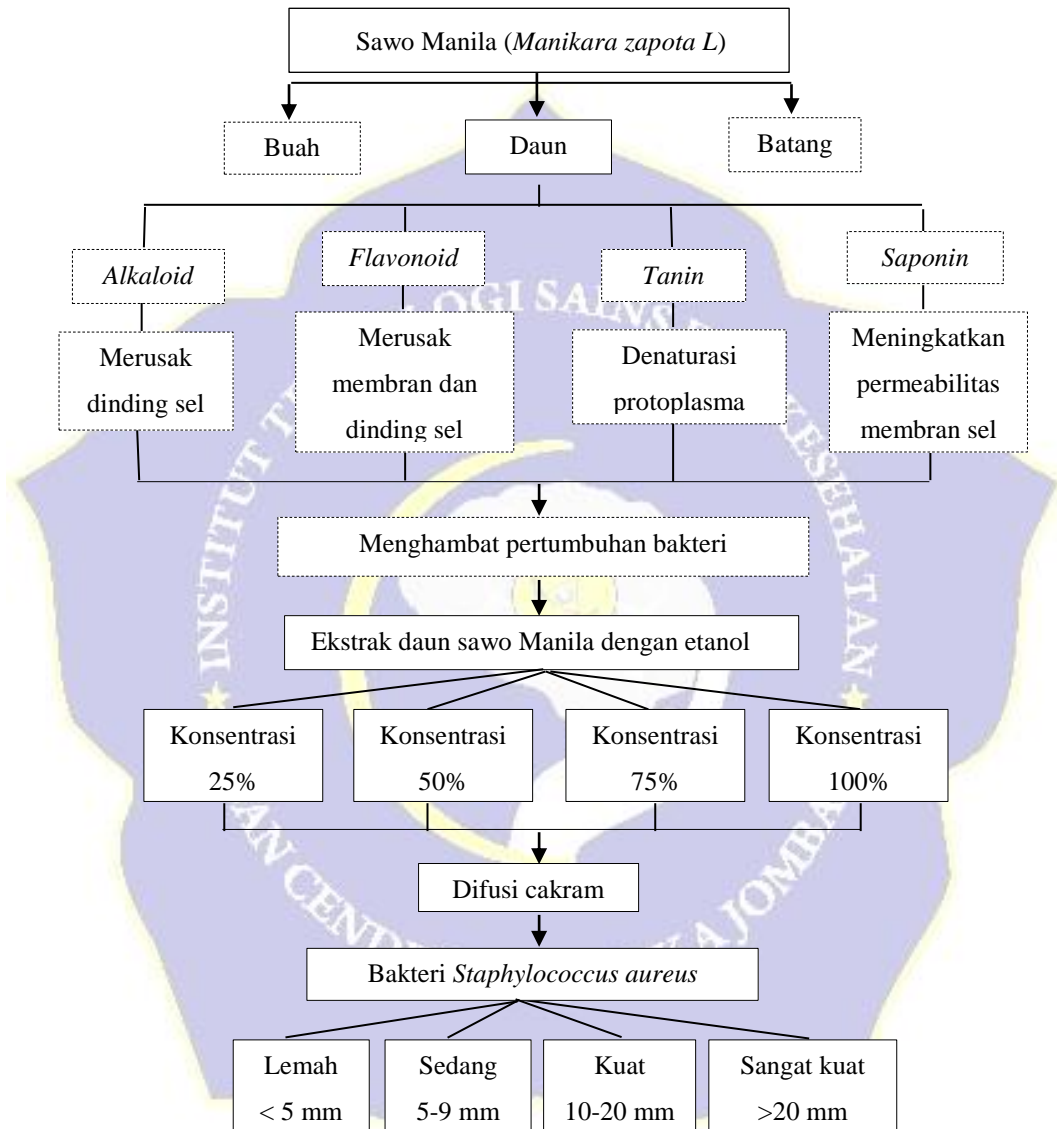 Sawo Manila (Manikara zapota L)
Buah
Daun
Batang
Alkaloid
Flavonoid
Tanin
Saponin
Merusak
dinding sel
Merusak
membran dan
dinding sel
Denaturasi
protoplasma
Meningkatkan
permeabilitas
membran sel
Menghambat pertumbuhan bakteri
Ekstrak daun sawo Manila dengan etanol
Konsentrasi
25%
Konsentrasi
50%
Konsentrasi
75%
Konsentrasi
100%
Difusi cakram
Bakteri Staphylococcus aureus
Lemah
< 5 mm
Sedang
5-9 mm
Kuat
10-20 mm
Sangat kuat
>20 mm
INSTITUT
SAINS
KESEHATAN